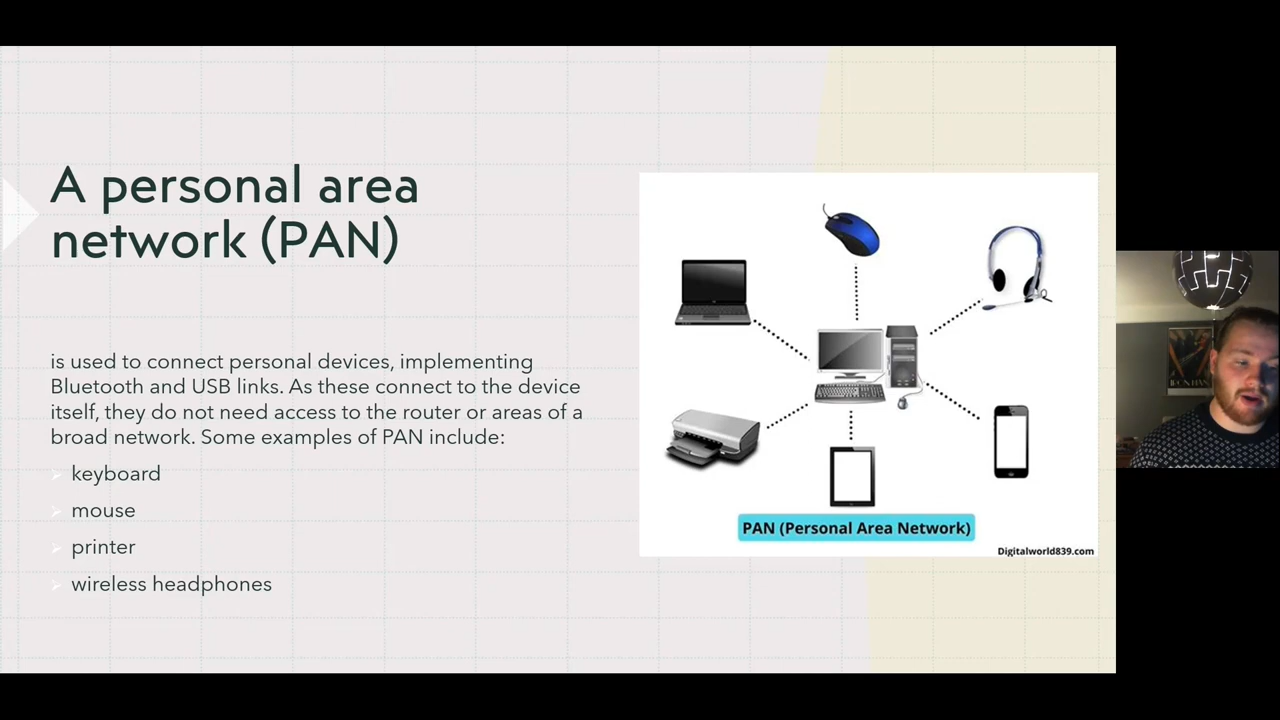 A personal area
network (PAN)
is used to connect personal devices, implementing
Bluetooth and USB links. As these connect to the device
itself, they do not need access to the router or areas of a
broad network. Some examples of PAN include:
keyboard
mouse
printer
wireless headphones
PAN (Personal Area Network)
Digitalworld839.com